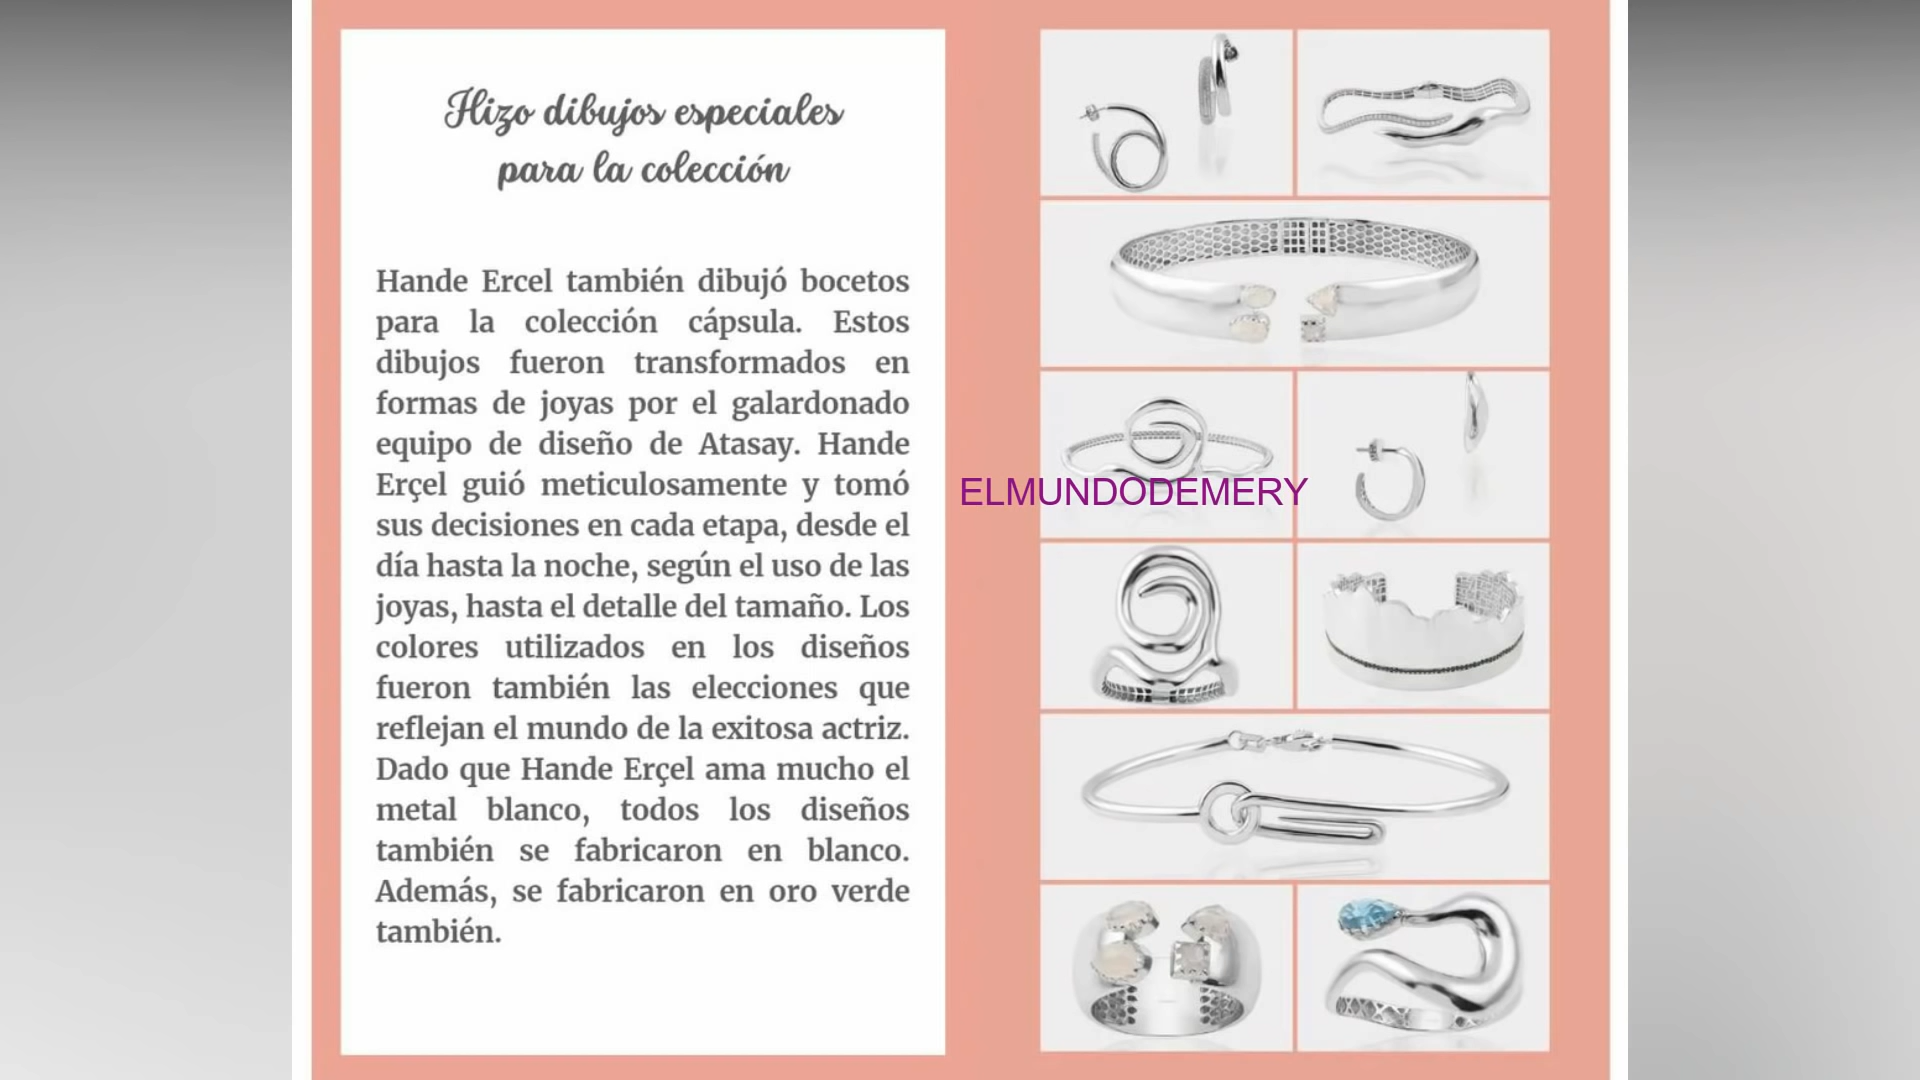 Hizo dibujos especiales
para la colección
Hande Ercel también dibujó bocetos
para la colección cápsula. Estos
dibujos fueron transformados en
formas de joyas por el galardonado
equipo de diseño de Atasay. Hande
Erçel guió meticulosamente y tomó
sus decisiones en cada etapa, desde el
día hasta la noche, según el uso de las
joyas, hasta el detalle del tamaño. Los
colores utilizados en los diseños
fueron también las elecciones que
reflejan el mundo de la exitosa actriz.
Dado que Hande Erçel ama mucho el
metal blanco, todos los diseños
también se fabricaron en blanco.
Además, se fabricaron en oro verde
también.
ELMUNDODEMERY